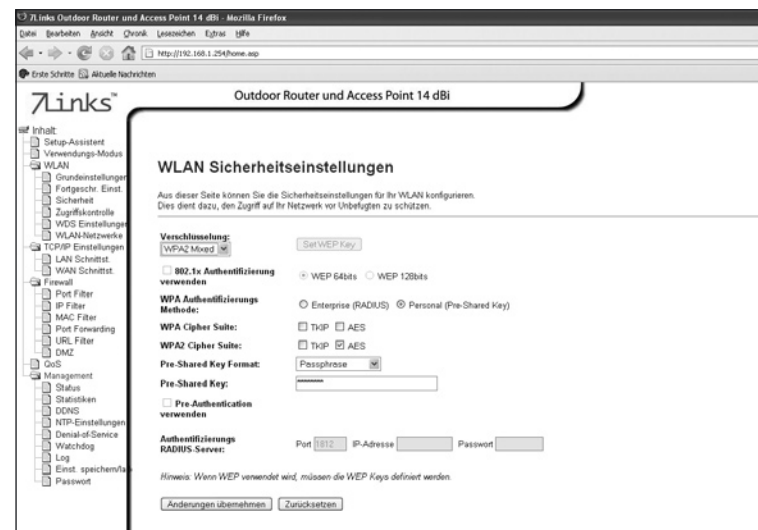 7Links Outdoor Router und Access Point 14 dBi - Mozilla Firefox
Datei Bearbeiten Ansicht Chronik Lesezeichen Extras Hilfe
http://192.168.1.254/home.asp
Erste Schritte Aktuelle Nachrichten
7Links™
Outdoor Router und Access Point 14 dBi
Inhalt:
Setup-Assistent
Verwendungs-Modus
WLAN
Grundeinstellungen
Fortgeschr. Einst.
Sicherheit
Zugriffskontrolle
WDS Einstellungen
WLAN-Netzwerke
TCP/IP Einstellungen
LAN Schnittst.
WAN Schnittst.
Firewall
Port Filter
IP Filter
MAC Filter
Port Forwarding
URL Filter
DMZ
QoS
Management
Status
Statistiken
DDNS
NTP-Einstellungen
Denial-of-Service
Watchdog
Log
Einst. speichern/la
Passwort
WLAN Sicherheitseinstellungen
Aus dieser Seite können Sie die Sicherheitseinstellungen für Ihr WLAN konfigurieren.
Dies dient dazu, den Zugriff auf Ihr Netzwerk vor Unbefugten zu schützen.
Verschlüsselung:
WPA2 Mixed Set WEP Key
802.1x Authentifizierung
verwenden
WEP 64bits WEP 128bits
WPA Authentifizierungs
Methode:
Enterprise (RADIUS) Personal (Pre-Shared Key)
WPA Cipher Suite: TKIP AES
WPA2 Cipher Suite: TKIP AES
Pre-Shared Key Format: Passphrase
Pre-Shared Key: ********
Pre-Authentication
verwenden
Authentifizierungs
RADIUS-Server:
Port 1812 IP-Adresse Passwort
Hinweis: Wenn WEP verwendet wird, müssen die WEP Keys definiert werden.
Änderungen übernehmen Zurücksetzen